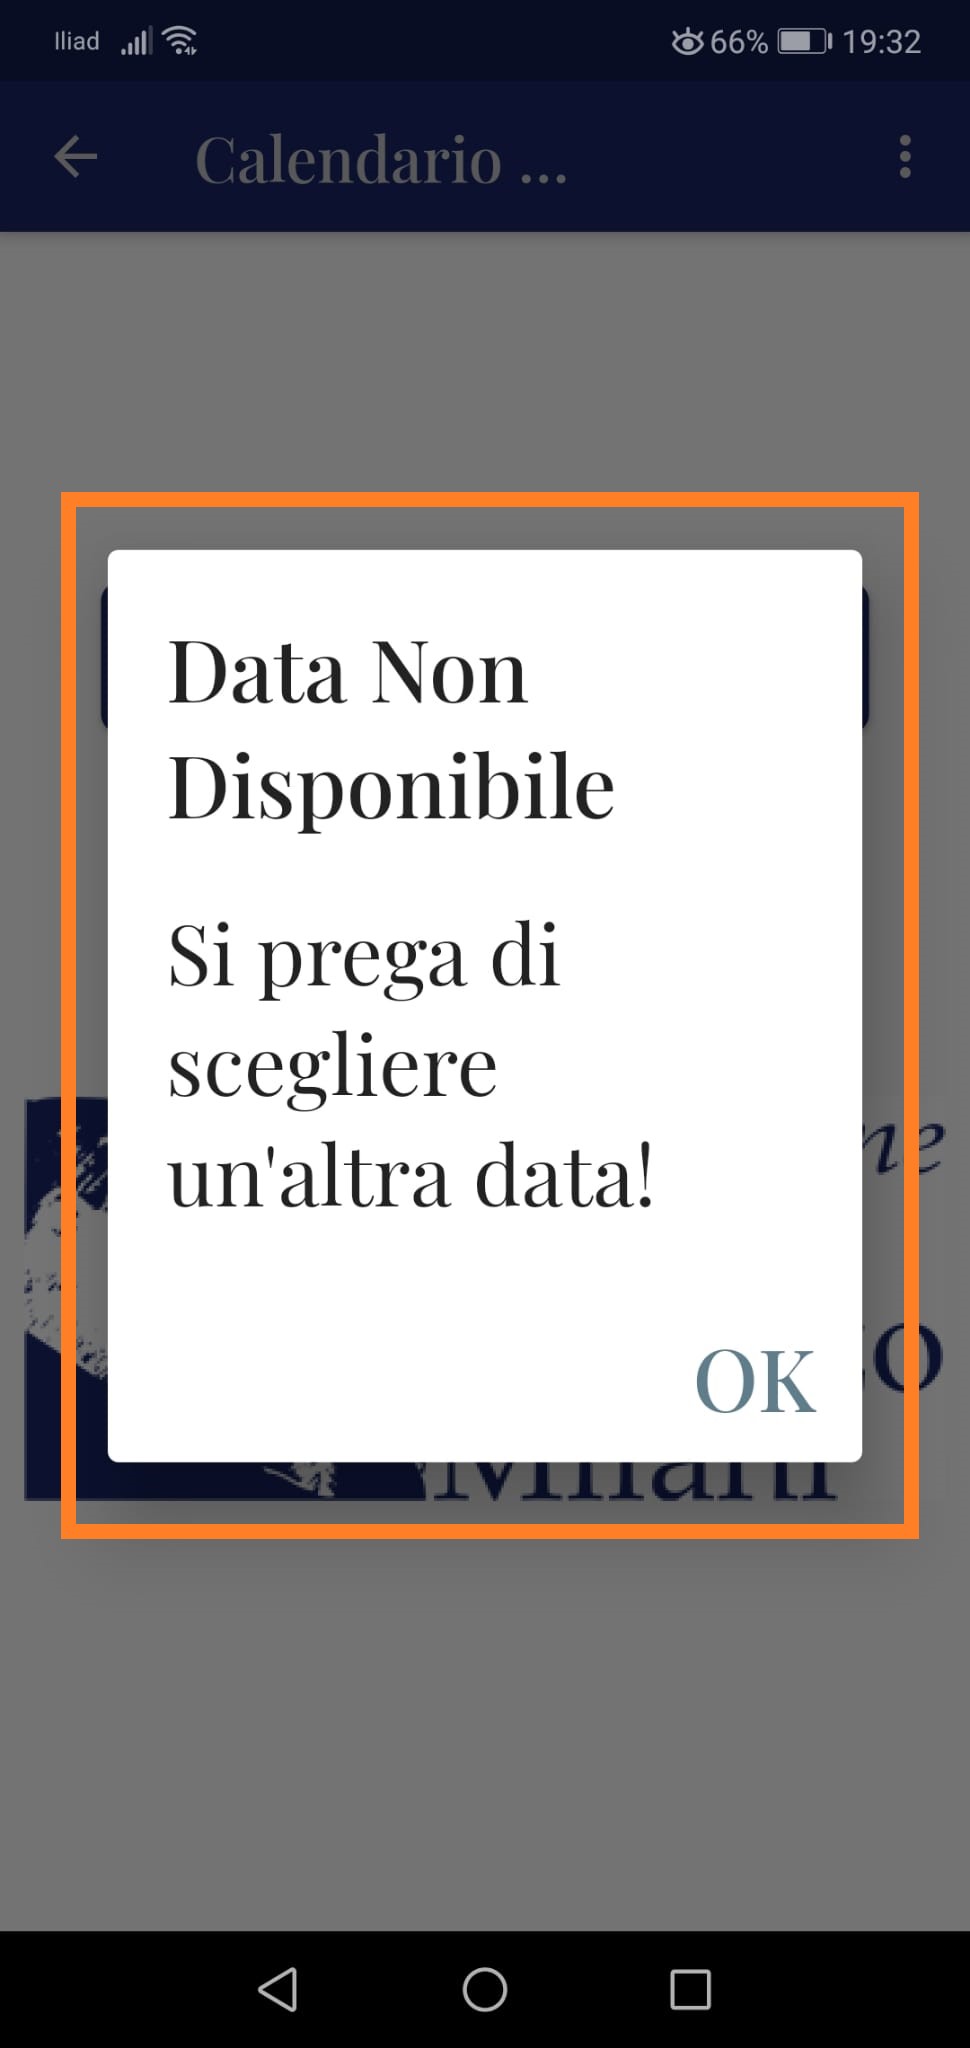 Iliad 66% 19:32
Calendario ...
Data Non
Disponibile
Si prega di
scegliere
un'altra data!
OK